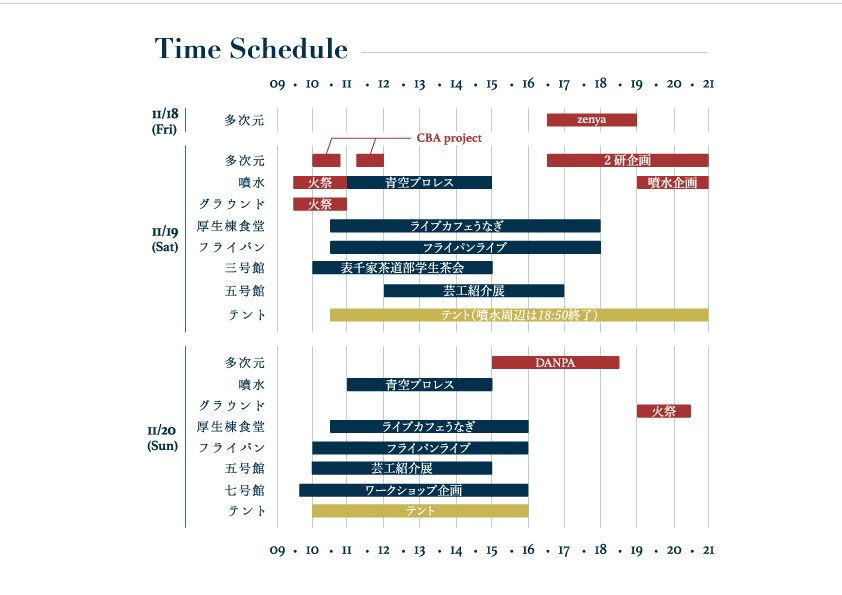 Time Schedule
09 • 10 • 11 • 12 • 13 • 14 • 15 • 16 • 17 • 18 • 19 • 20 • 21
11/18
(Fri)
多次元 zenya
CBA project
11/19
(Sat)
多次元 2研企画
噴水 火祭 青空プロレス 噴水企画
グラウンド 火祭
厚生棟食堂 ライブカフェうなぎ
フライパン フライパンライブ
三号館 表千家茶道部学生茶会
五号館 芸工紹介展
テント テント(噴水周辺は18:50終了)
11/20
(Sun)
多次元 DANPA
噴水 青空プロレス
グラウンド 火祭
厚生棟食堂 ライブカフェうなぎ
フライパン フライパンライブ
五号館 芸工紹介展
七号館 ワークショップ企画
テント テント
09 • 10 • 11 • 12 • 13 • 14 • 15 • 16 • 17 • 18 • 19 • 20 • 21